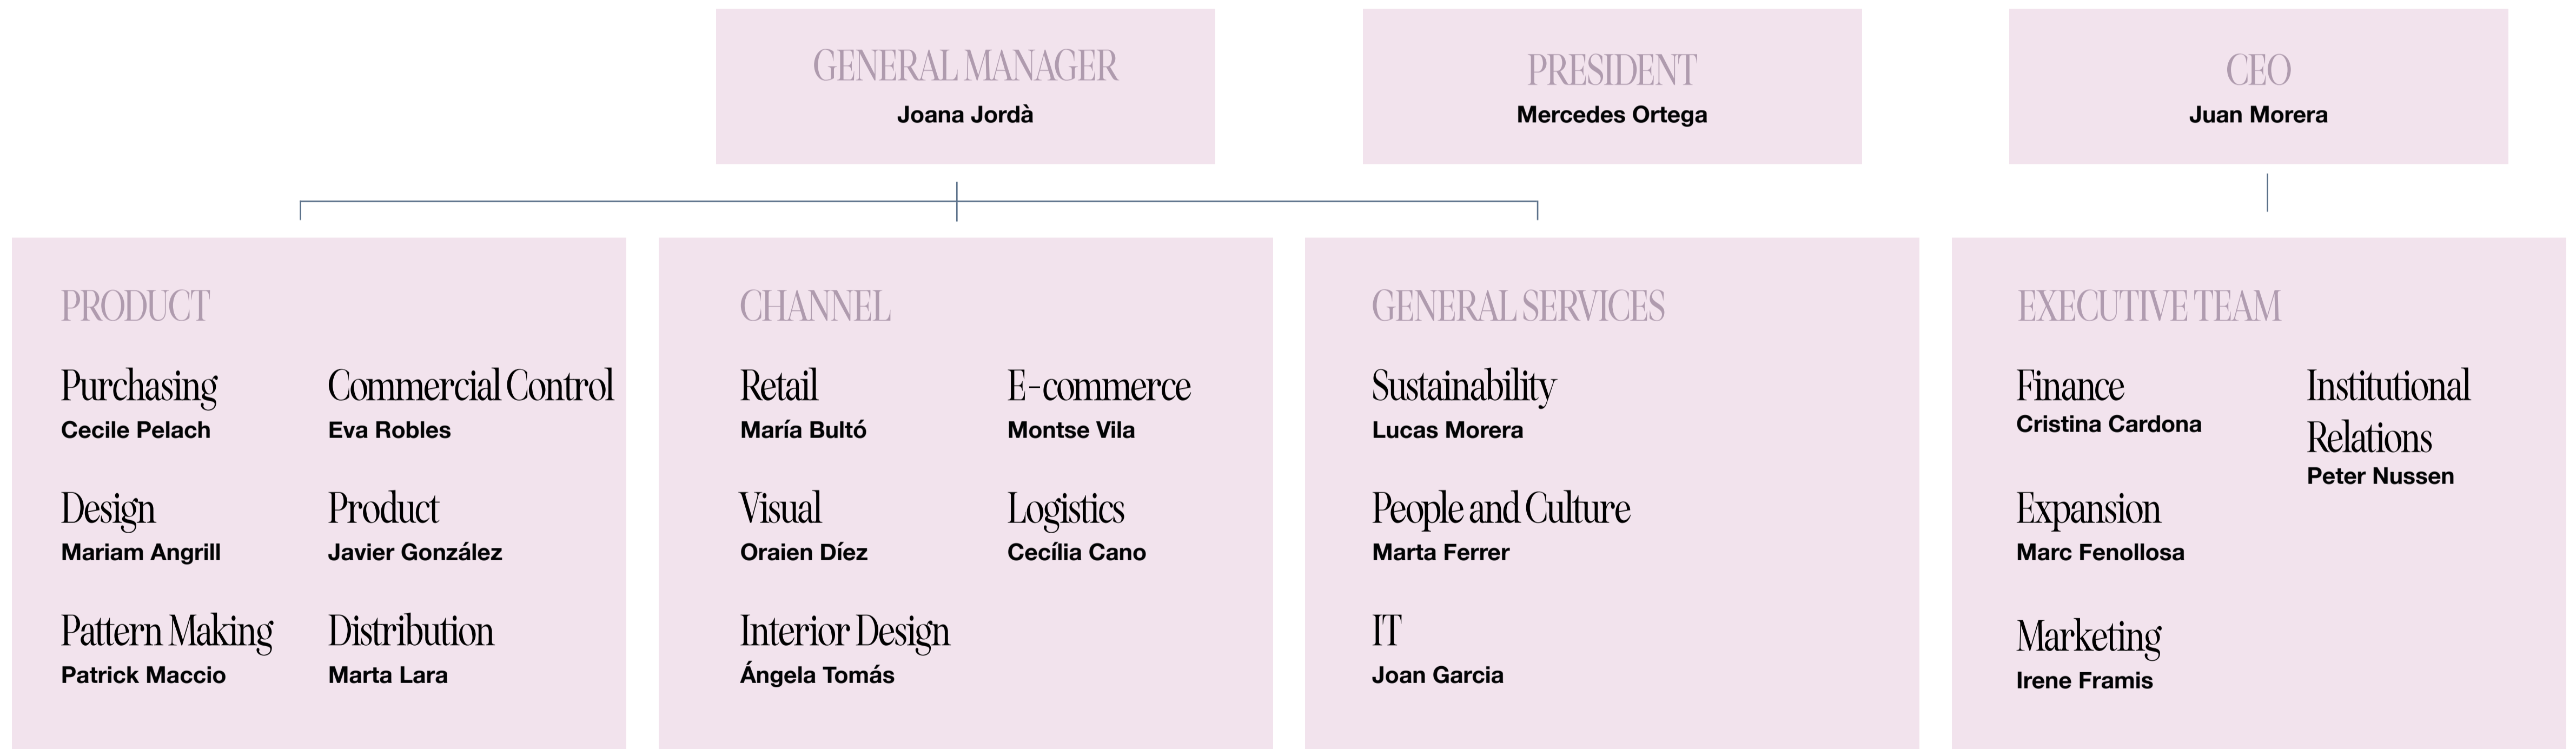 GENERAL MANAGER
Joana Jordà
PRESIDENT
Mercedes Ortega
CEO
Juan Morera
PRODUCT
Purchasing
Cecile Pelach
Design
Mariam Angrill
Pattern Making
Patrick Maccio
Commercial Control
Eva Robles
Product
Javier González
Distribution
Marta Lara
CHANNEL
Retail
María Bultó
Visual
Oraien Díez
Interior Design
Ángela Tomás
E-commerce
Montse Vila
Logistics
Cecília Cano
GENERAL SERVICES
Sustainability
Lucas Morera
People and Culture
Marta Ferrer
IT
Joan Garcia
EXECUTIVE TEAM
Finance
Cristina Cardona
Expansion
Marc Fenollosa
Marketing
Irene Framis
Institutional
Relations
Peter Nussen